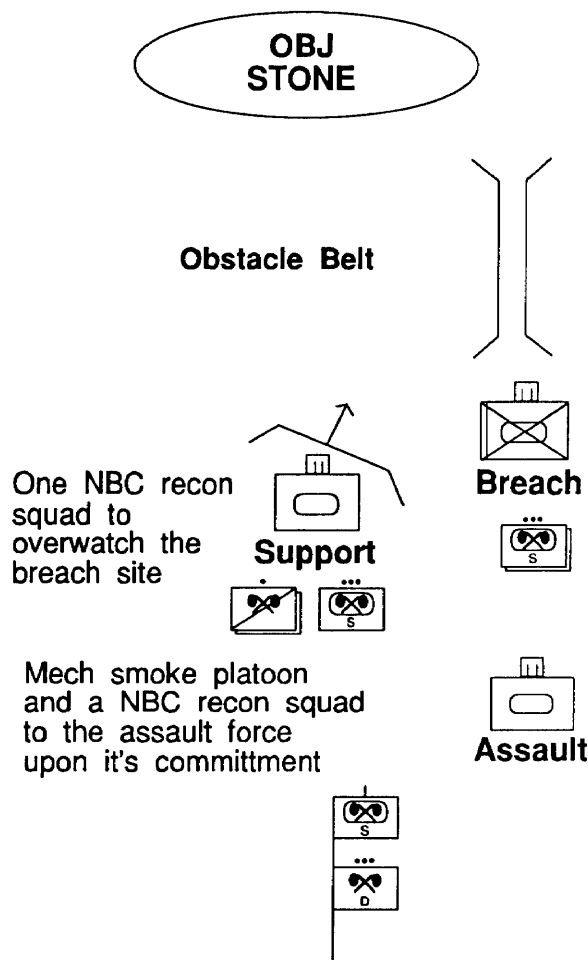 OBJ
STONE
Obstacle Belt
Breach
One NBC recon
squad to
overwatch the
breach site
Support
S
S
Mech smoke platoon
and a NBC recon squad
to the assault force
upon it's committment
Assault
S
D